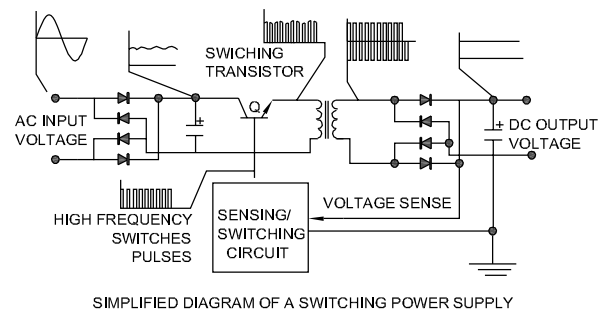 SWICHING
TRANSISTOR
Q
AC INPUT
VOLTAGE
+
+
DC OUTPUT
VOLTAGE
HIGH FREQUENCY
SWITCHES
PULSES
SENSING/
SWITCHING
CIRCUIT
VOLTAGE SENSE
SIMPLIFIED DIAGRAM OF A SWITCHING POWER SUPPLY